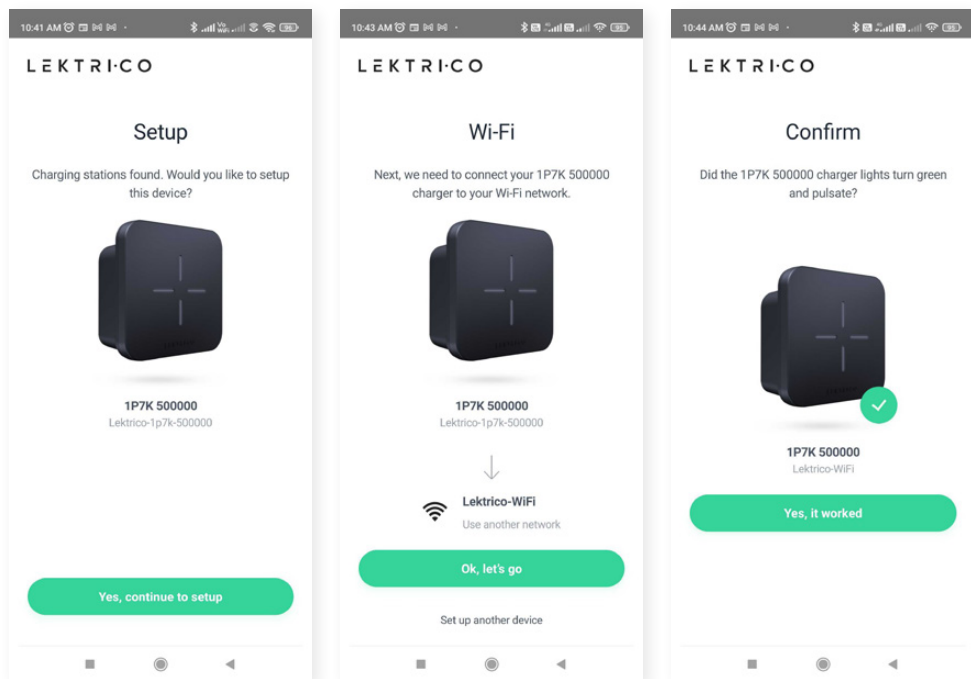 10:41 AM
96
LEKTRI·CO
Setup
Charging stations found. Would you like to setup
this device?
1P7K 500000
Lektrico-1p7k-500000
Yes, continue to setup
10:43 AM
95
LEKTRI·CO
Wi-Fi
Next, we need to connect your 1P7K 500000
charger to your Wi-Fi network.
1P7K 500000
Lektrico-1p7k-500000
Lektrico-WiFi
Use another network
Ok, let's go
Set up another device
10:44 AM
95
LEKTRI·CO
Confirm
Did the 1P7K 500000 charger lights turn green
and pulsate?
1P7K 500000
Lektrico-WiFi
Yes, it worked